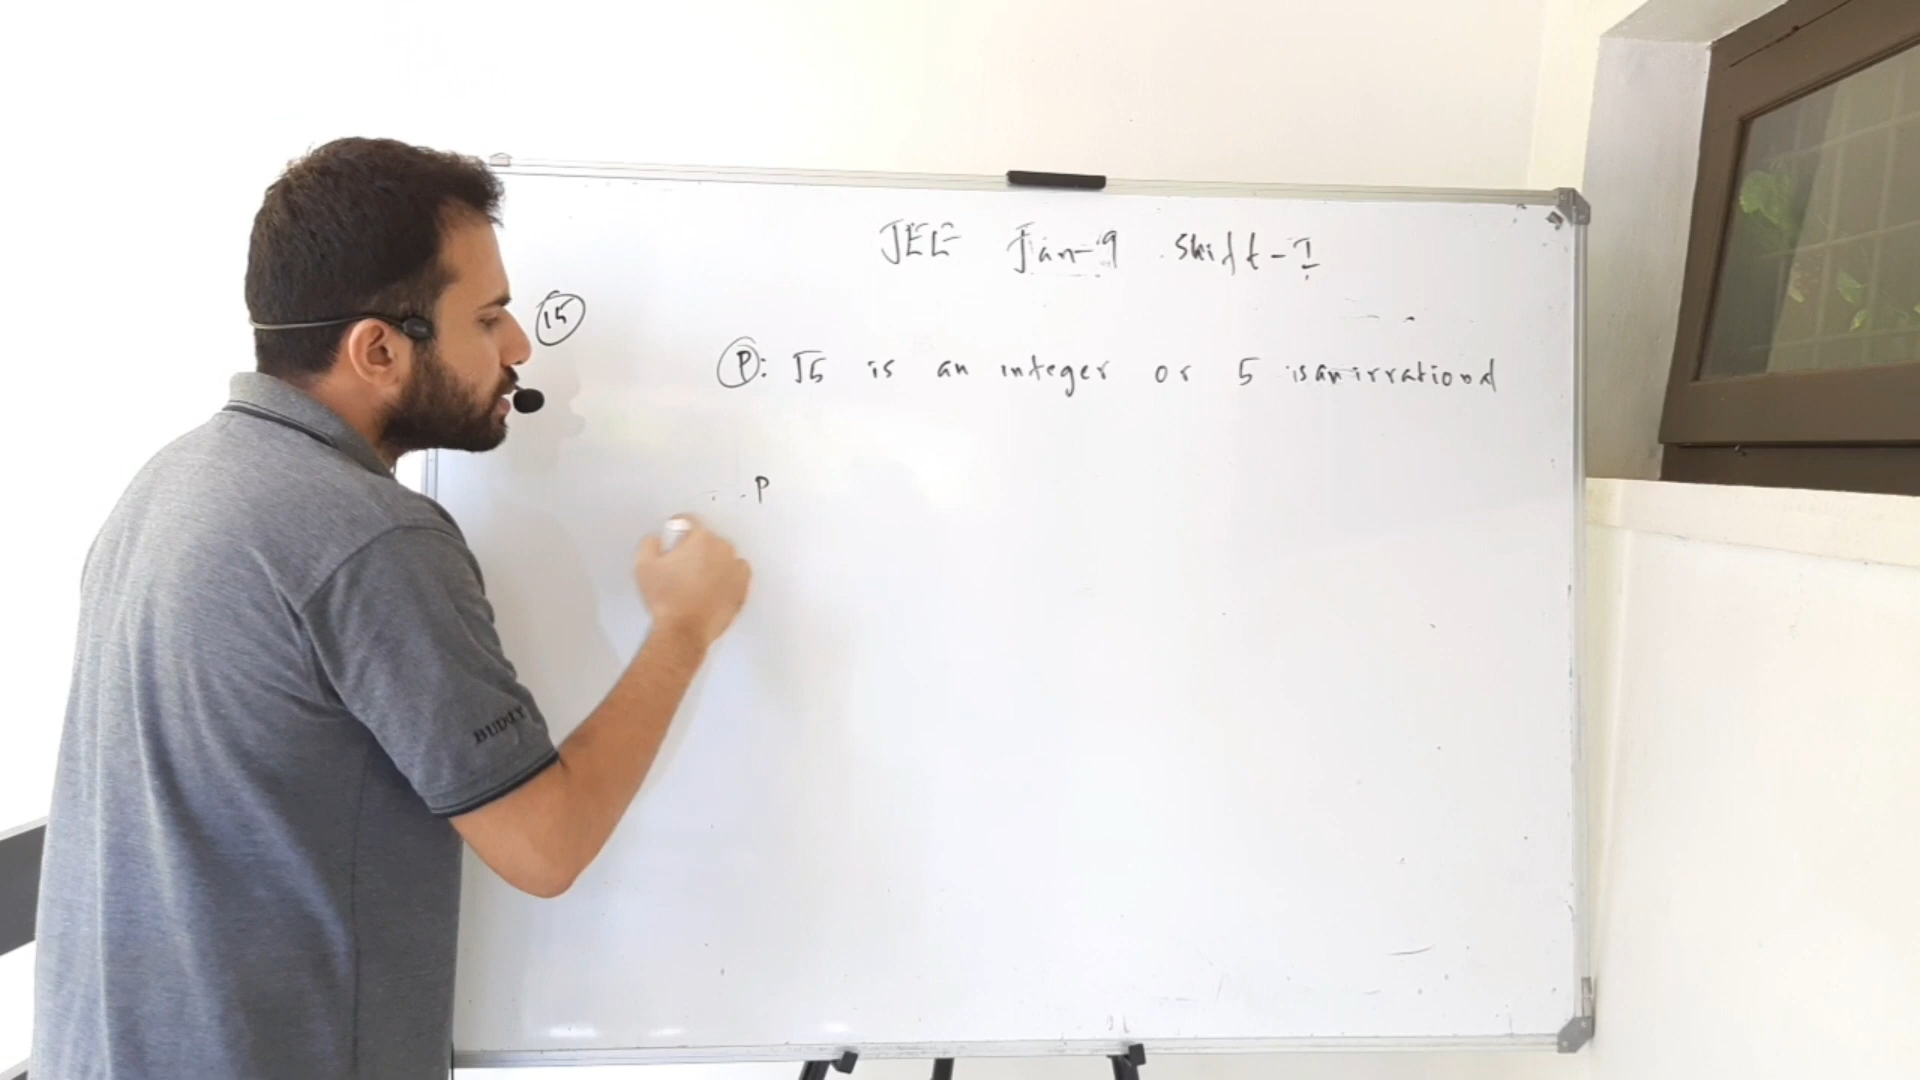 JEE Jan-9 Shift-I
15
P: √5 is an integer or 5 is an irrational
P